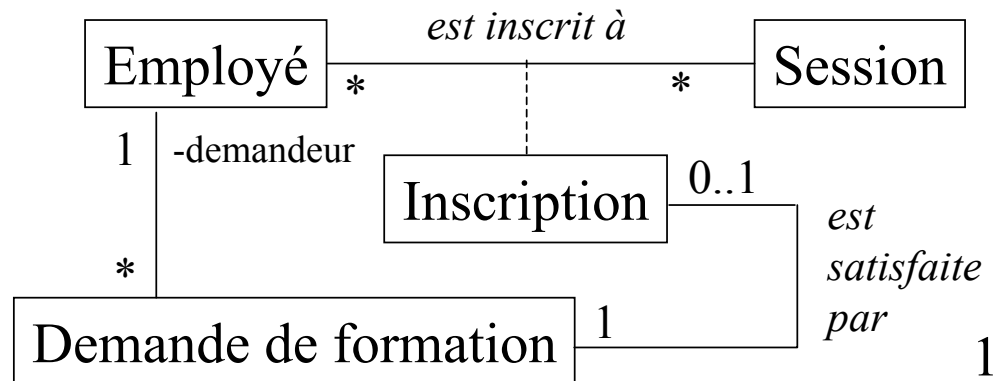 est inscrit à
Employé
*
*
Session
1
-demandeur
Inscription
0..1
est
satisfaite
par
*
Demande de formation
1
1